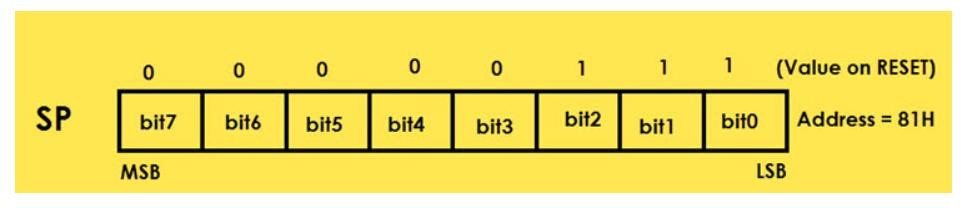 0 0 0 0 0 1 1 1 (Value on RESET)
SP bit7 bit6 bit5 bit4 bit3 bit2 bit1 bit0 Address = 81H
MSB LSB